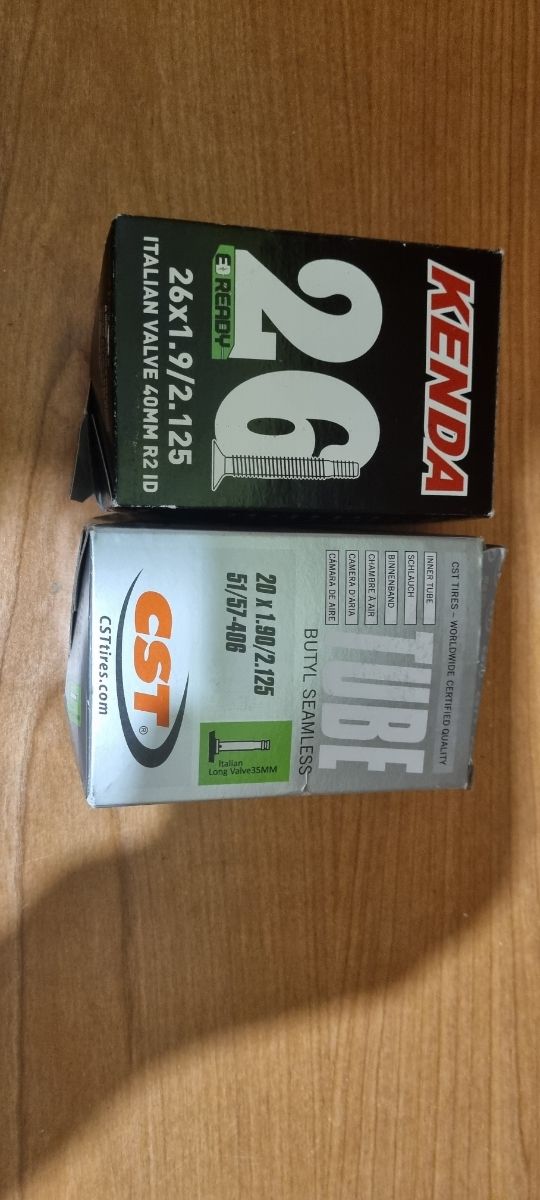 KENDA
26
E READY
26x1.9/2.125
ITALIAN VALVE 40MM R2 ID
CST TIRES - WORLDWIDE CERTIFIED QUALITY
INNER TUBE
SCHLAUCH
BINNENBAND
CHAMBRE À AIR
CAMERA D'ARIA
CÁMARA DE AIRE
TUBE
BUTYL SEAMLESS
20 x 1.90/2.125
51/57-406
Italian
Long Valve35MM
CST®
CSTtires.com